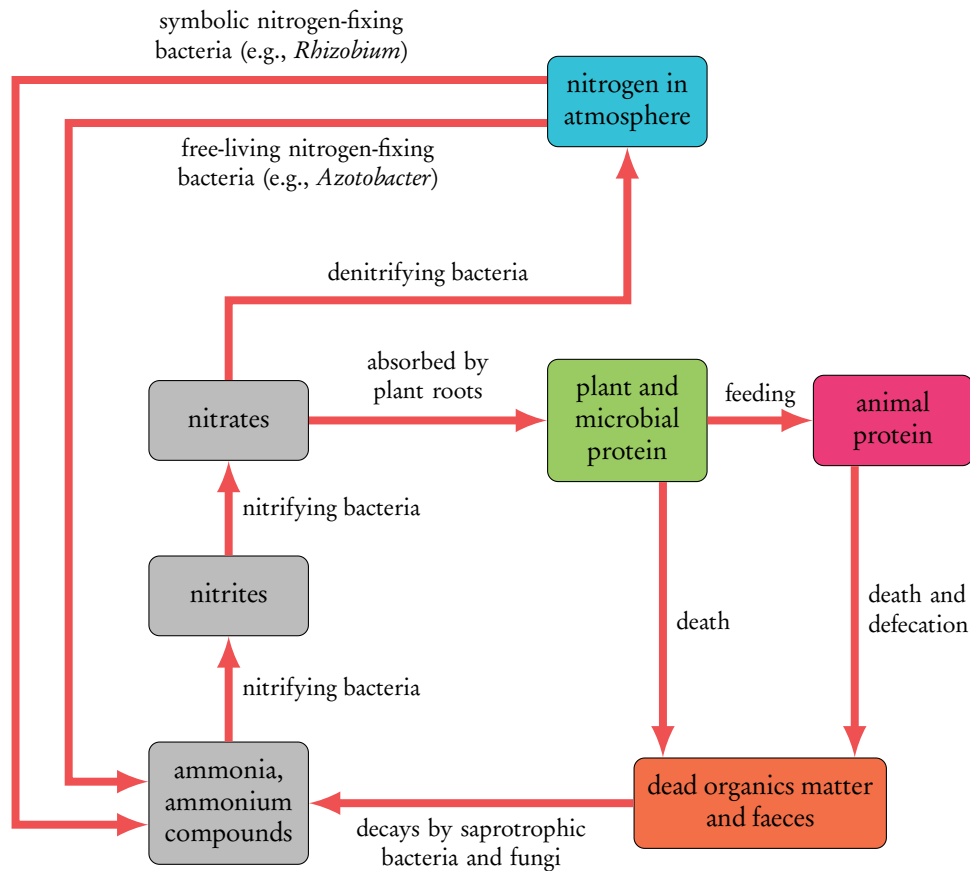 symbolic nitrogen-fixing
bacteria (e.g., Rhizobium)
nitrogen in
atmosphere
free-living nitrogen-fixing
bacteria (e.g., Azotobacter)
denitrifying bacteria
absorbed by
plant roots
nitrates
plant and
microbial
protein
feeding
animal
protein
nitrifying bacteria
nitrites
death
death and
defecation
nitrifying bacteria
ammonia,
ammonium
compounds
dead organics matter
and faeces
decays by saprotrophic
bacteria and fungi